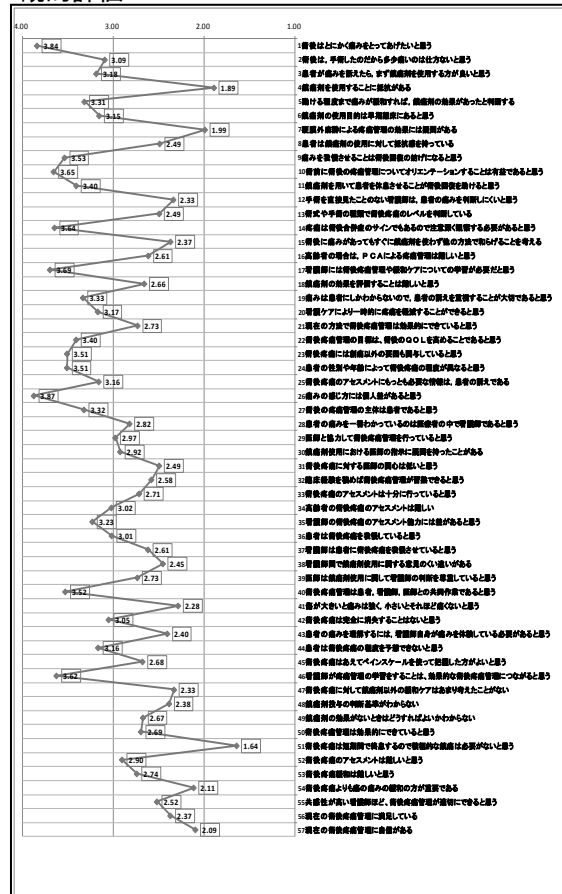 4.00 3.00 2.00 1.00
3.84 1術後はとにかく痛みをとってあげたいと思う
3.09 2術後は，手術したのだから多少痛いのは仕方ないと思う
3.18 3患者が痛みを訴えたら，まず鎮痛剤を使用する方が良いと思う
1.89 4鎮痛剤を使用することに抵抗がある
3.31 5動ける程度まで痛みが緩和すれば，鎮痛剤の効果があったと判断する
3.15 6鎮痛剤の使用目的は早期離床にあると思う
1.99 7硬膜外麻酔による疼痛管理の効果には疑問がある
2.49 8患者は鎮痛剤の使用に対して抵抗感を持っている
3.53 9痛みを我慢させることは術後回復の妨げになると思う
3.65 10術前に術後の疼痛管理についてオリエンテーションすることは有益であると思う
3.40 11鎮痛剤を用いて患者を休息させることが術後回復を助けると思う
2.33 12手術を直接見たことのない看護師は，患者の痛みを判断しにくいと思う
2.49 13術式や手術の種類で術後疼痛のレベルを判断している
3.64 14疼痛は術後合併症のサインでもあるので注意深く観察する必要があると思う
2.37 15術後に痛みがあってもすぐに鎮痛剤を使わず他の方法で和らげることを考える
2.61 16高齢者の場合は，ＰＣＡによる疼痛管理は難しいと思う
3.69 17看護師には術後疼痛管理や緩和ケアについての学習が必要だと思う
2.66 18鎮痛剤の効果を評価することは難しいと思う
3.33 19痛みは患者にしかわからないので，患者の訴えを重視することが大切であると思う
3.17 20看護ケアにより一時的に疼痛を軽減することができると思う
2.73 21現在の方法で術後疼痛管理は効果的にできていると思う
3.40 22術後疼痛管理の目標は，術後のＱＯＬを高めることであると思う
3.51 23術後疼痛には創痛以外の要因も関与していると思う
3.51 24患者の性別や年齢によって術後疼痛の程度が異なると思う
3.16 25術後疼痛のアセスメントにもっとも必要な情報は，患者の訴えである
3.87 26痛みの感じ方には個人差があると思う
3.32 27術後の疼痛管理の主体は患者であると思う
2.82 28患者の痛みを一番わかっているのは医療者の中で看護師であると思う
2.97 29医師と協力して術後疼痛管理を行っていると思う
2.92 30鎮痛剤使用における医師の指示に疑問を持ったことがある
2.49 31術後疼痛に対する医師の関心は低いと思う
2.58 32臨床経験を積めば術後疼痛管理が習熟できると思う
2.71 33術後疼痛のアセスメントは十分に行っていると思う
3.02 34高齢者の術後疼痛のアセスメントは難しい
3.23 35看護師の術後疼痛のアセスメント能力には差があると思う
3.01 36患者は術後疼痛を我慢していると思う
2.61 37看護師は患者に術後疼痛を我慢させていると思う
2.45 38看護師間で鎮痛剤使用に関する意見のくい違いがある
2.73 39医師は鎮痛剤使用に関して看護師の判断を尊重していると思う
3.52 40術後疼痛管理は患者，看護師，医師との共同作業であると思う
2.28 41傷が大きいと痛みは強く，小さいとそれほど痛くないと思う
3.05 42術後疼痛は完全に消失することはないと思う
2.40 43患者の痛みを理解するには，看護師自身が痛みを体験している必要があると思う
3.16 44患者は術後疼痛の程度を予想できないと思う
2.68 45術後疼痛はあえてペインスケールを使って把握した方がよいと思う
3.62 46看護師が疼痛管理の学習をすることは，効果的な術後疼痛管理につながると思う
2.33 47術後疼痛に対して鎮痛剤以外の緩和ケアはあまり考えたことがない
2.38 48鎮痛剤投与の判断基準がわからない
2.67 49鎮痛剤の効果がないときはどうすればよいかわからない
2.69 50術後疼痛管理は効果的にできていると思う
1.64 51術後疼痛は短期間で消退するので積極的な鎮痛は必要がないと思う
2.90 52術後疼痛のアセスメントは難しいと思う
2.74 53術後疼痛緩和は難しいと思う
2.11 54術後疼痛よりも癌の痛みの緩和の方が重要である
2.52 55共感性が高い看護師ほど，術後疼痛管理が適切にできると思う
2.37 56現在の術後疼痛管理に満足している
2.09 57現在の術後疼痛管理に自信がある